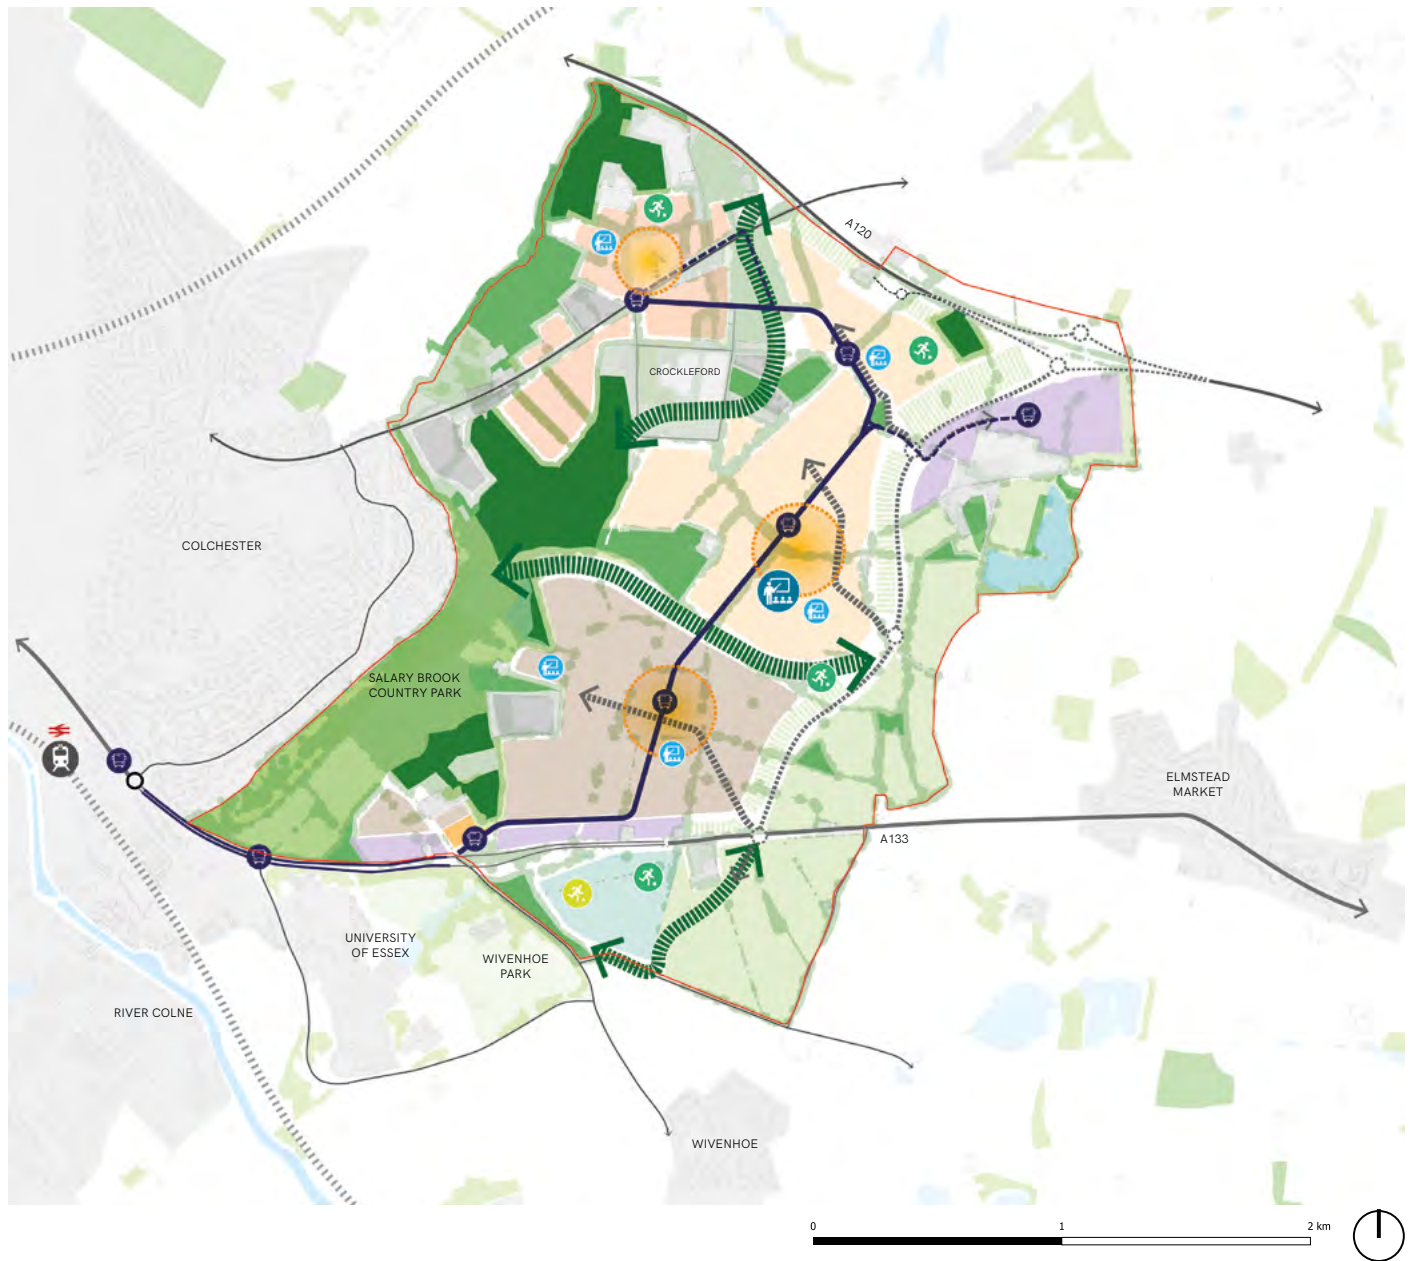 A120
CROCKLEFORD
COLCHESTER
SALARY BROOK
COUNTRY PARK
ELMSTEAD
MARKET
A133
UNIVERSITY
OF ESSEX
WIVENHOE
PARK
RIVER COLNE
WIVENHOE
0 1 2 km